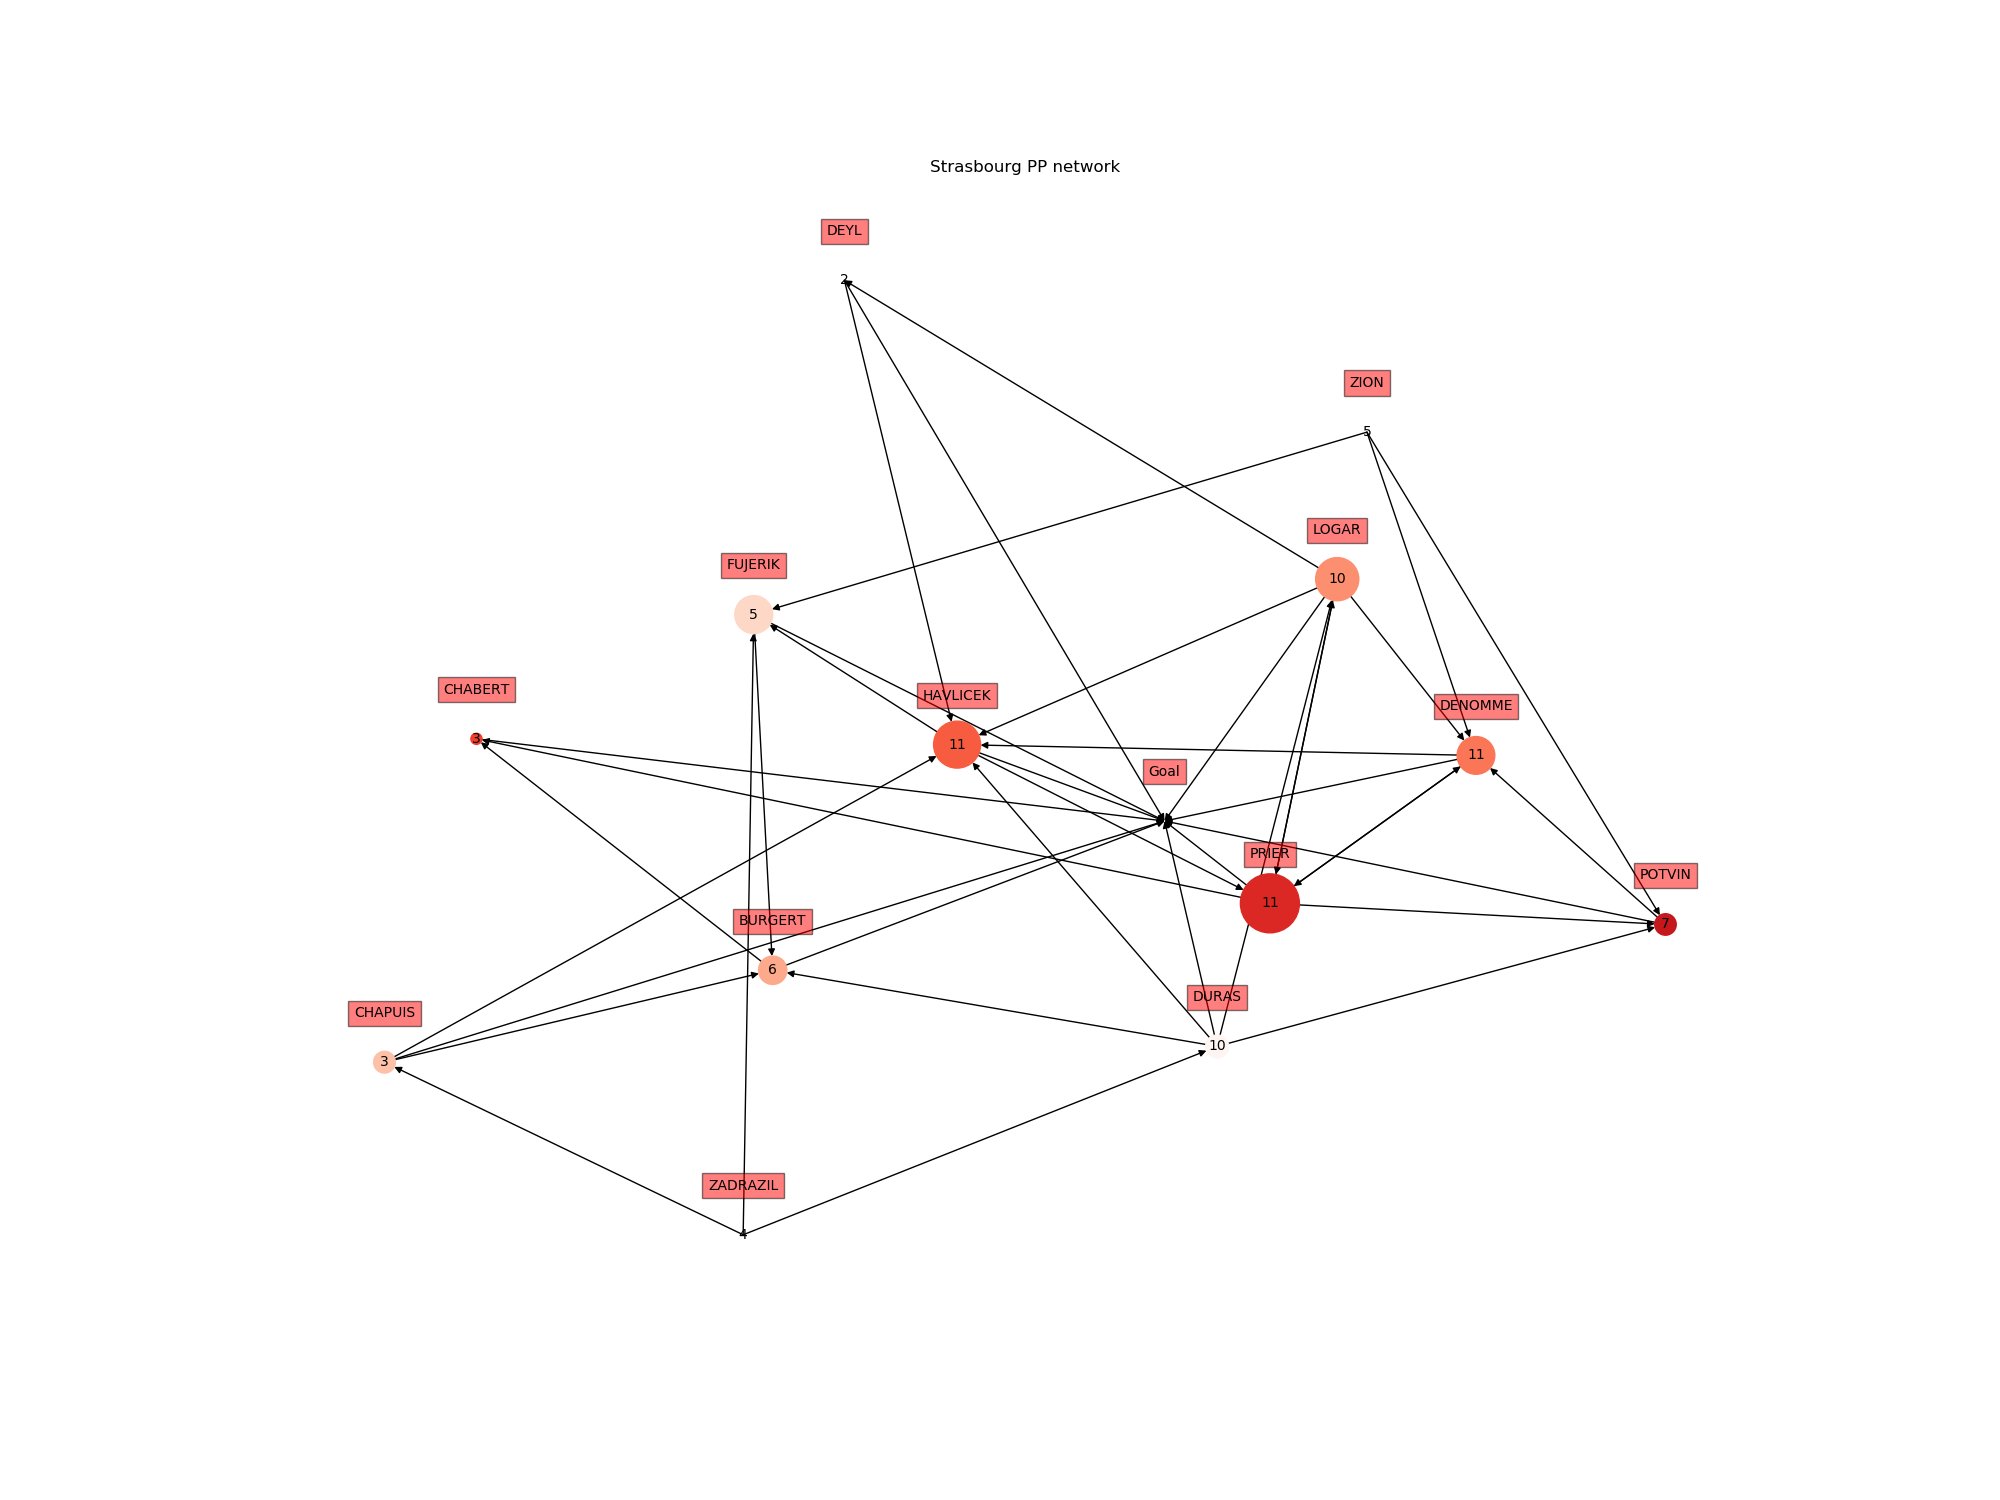 Strasbourg PP network
DEYL
2
ZION
5
LOGAR
10
FUJERIK
5
CHABERT
3
HAVLICEK
11
DENOMME
11
Goal
PRIER
11
POTVIN
7
BURGERT
6
CHAPUIS
3
DURAS
10
ZADRAZIL
4